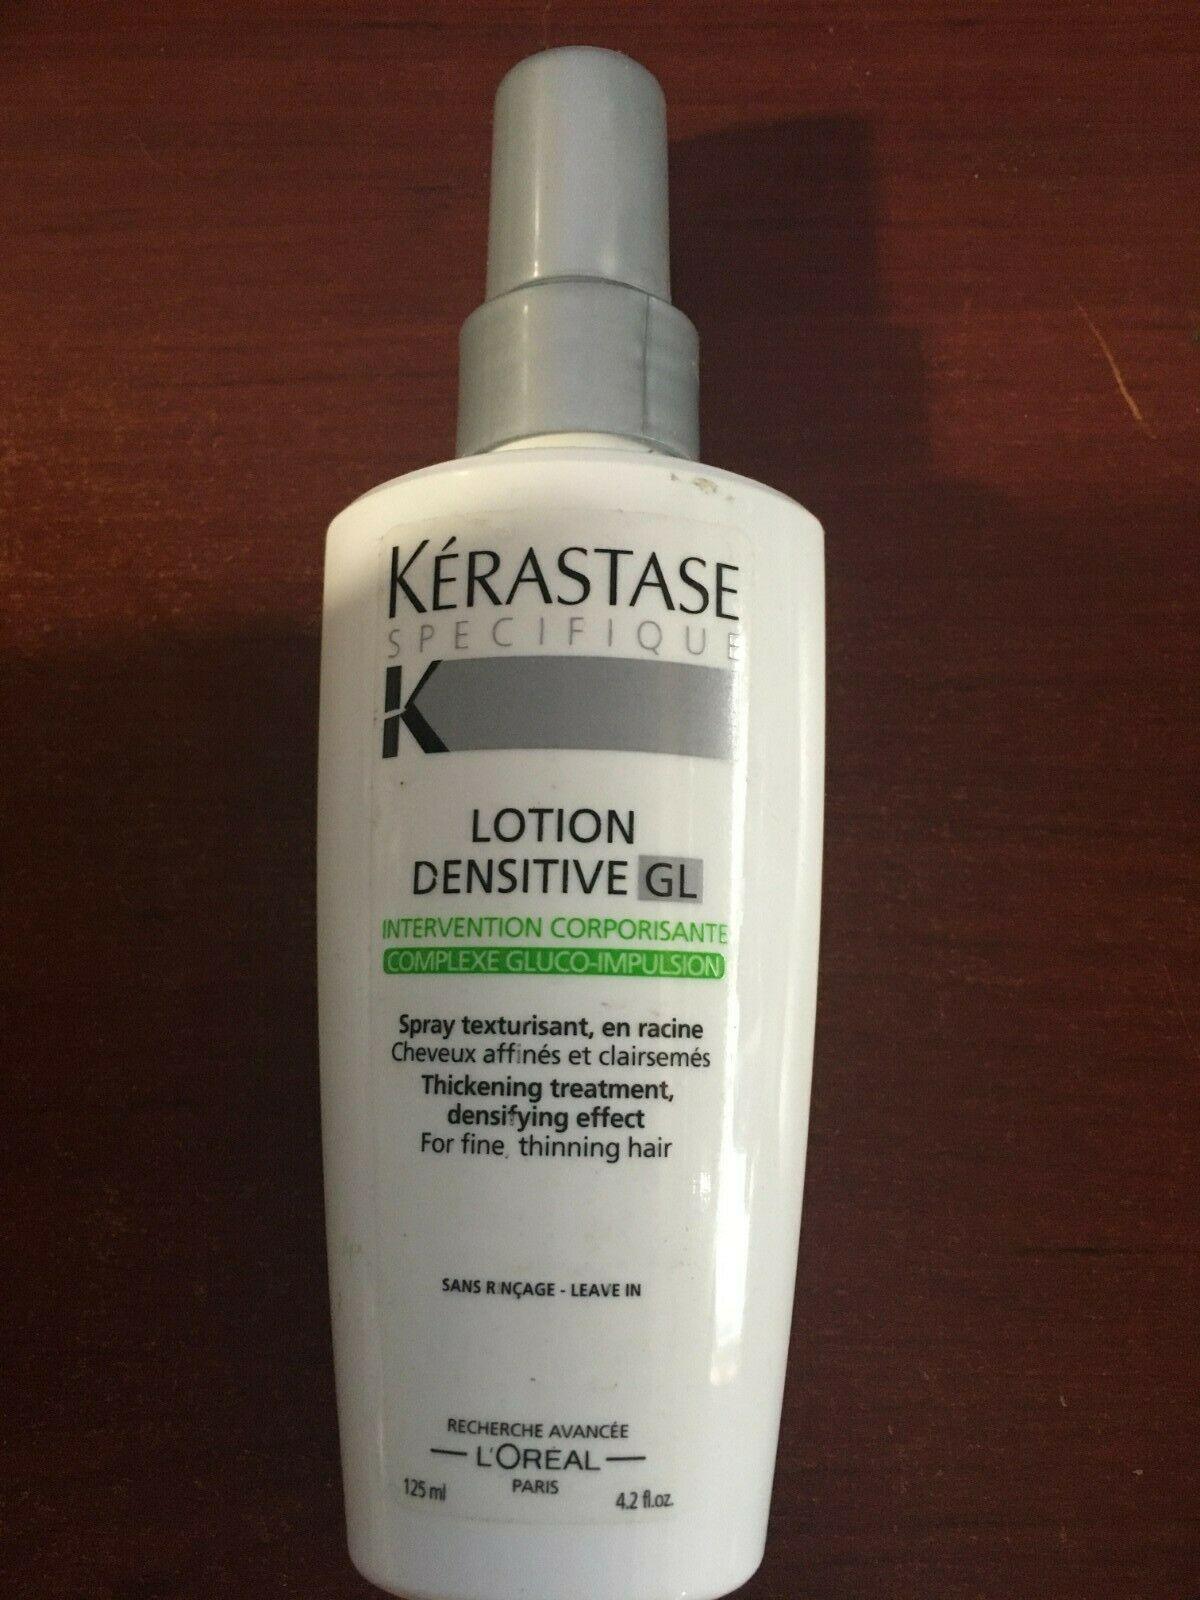 KÉRASTASE
SPECIFIQUE
K
LOTION
DENSITIVE GL
INTERVENTION CORPORISANTE
COMPLEXE GLUCO-IMPULSION
Spray texturisant, en racine
Cheveux affinés et clairsemés
Thickening treatment,
densifying effect
For fine, thinning hair
SANS RINÇAGE - LEAVE IN
RECHERCHE AVANCÉE
L'ORÉAL
PARIS
125 ml 4.2 fl.oz.